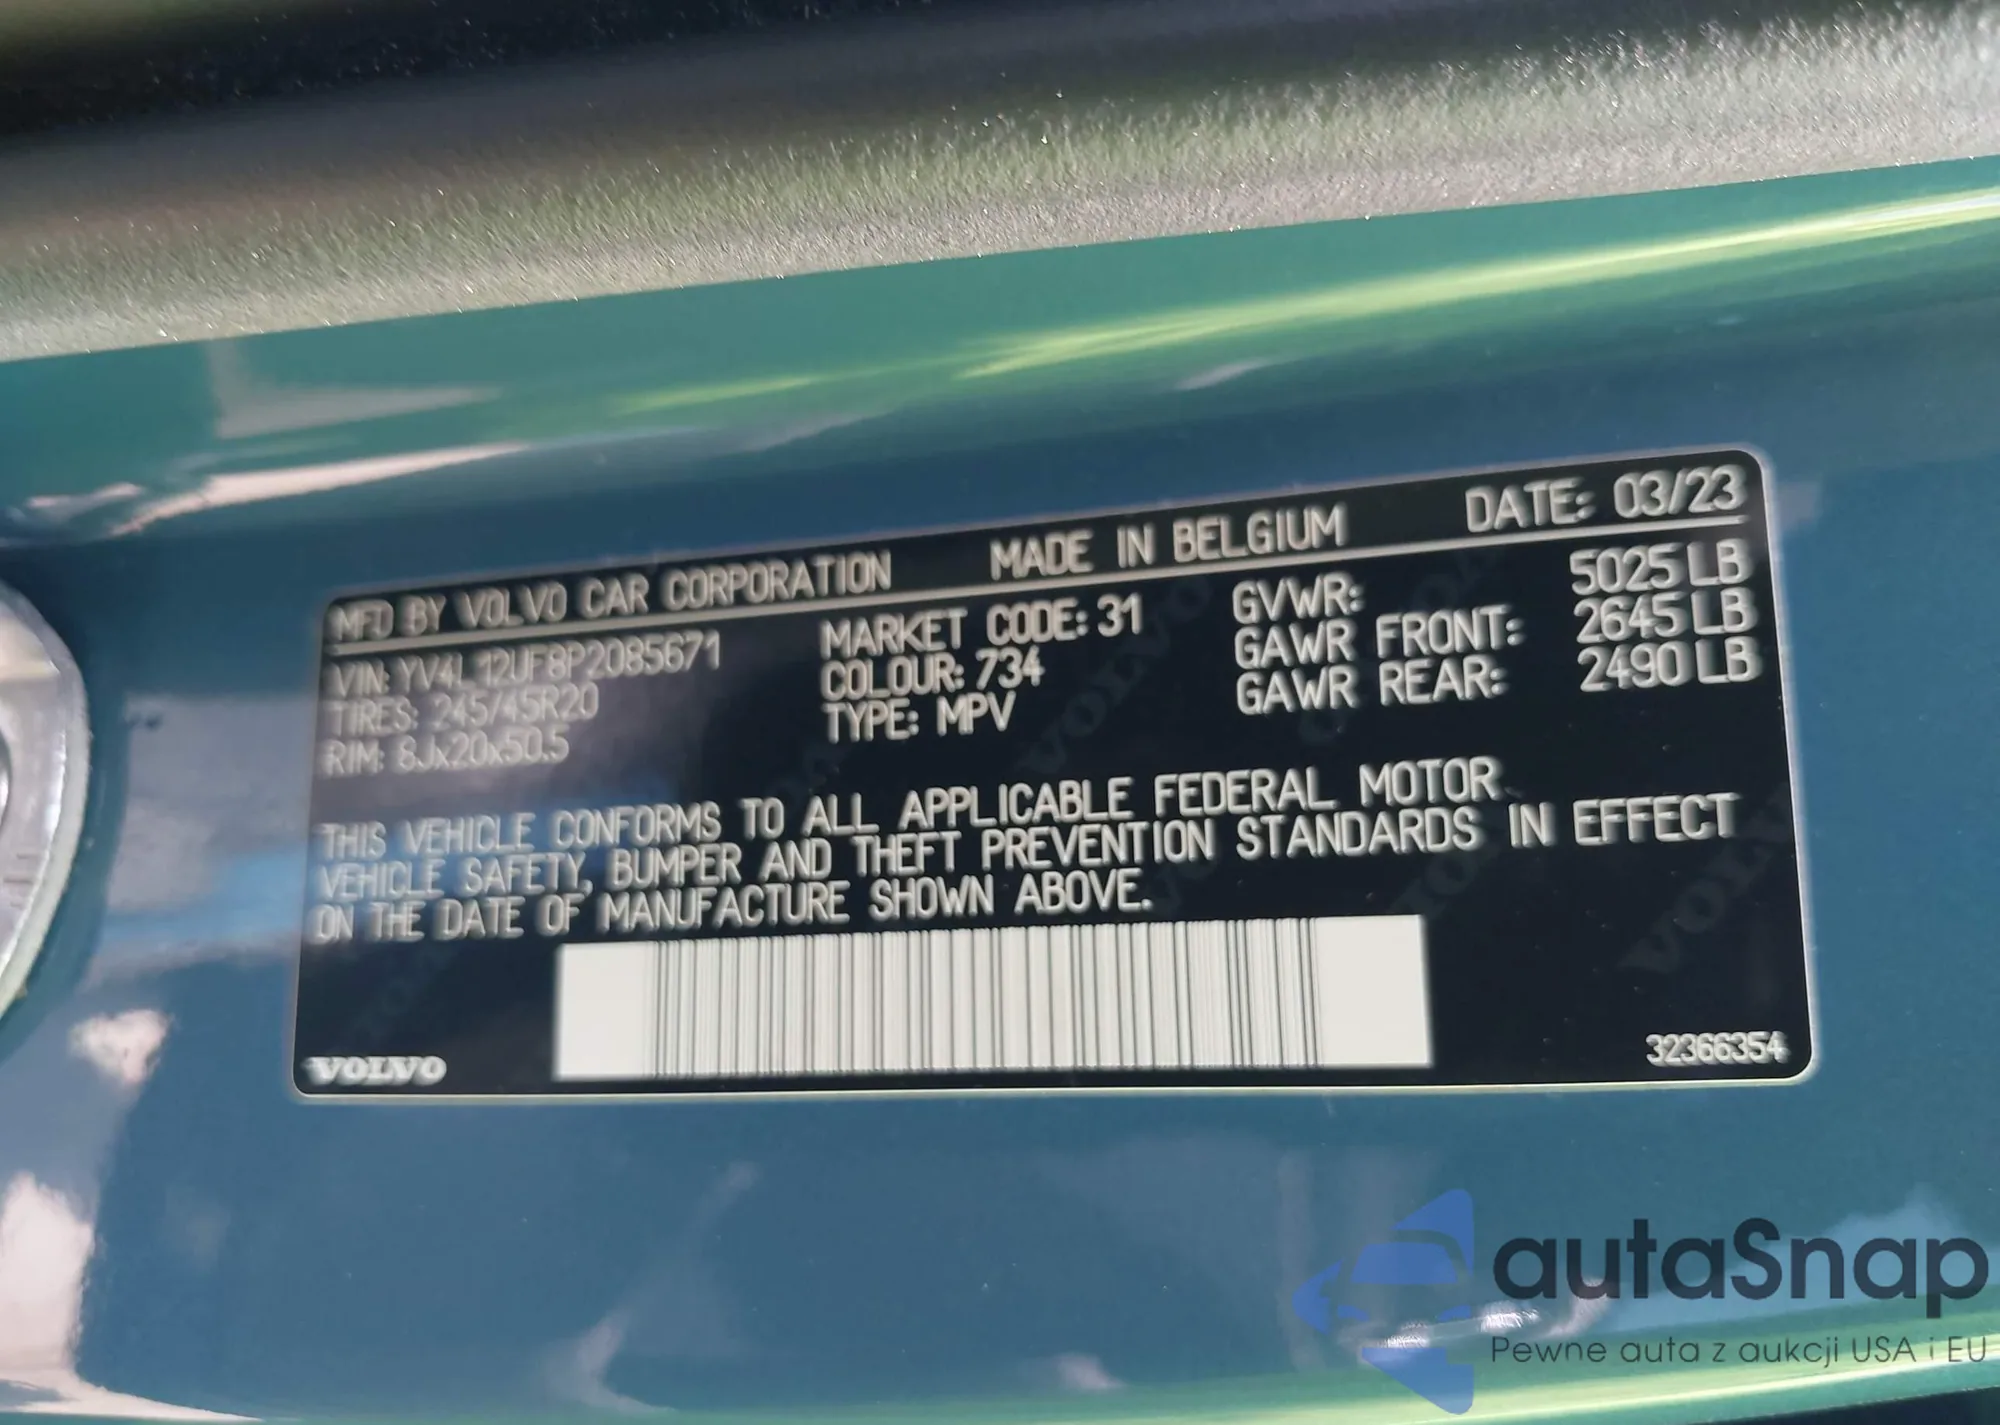 MFD BY VOLVO CAR CORPORATION MADE IN BELGIUM DATE: 03/23
VIN: YV4L12UF8P2085671 MARKET CODE: 31 GVWR: 5025 LB
TIRES: 245/45R20 COLOUR: 734 GAWR FRONT: 2645 LB
RIM: 8Jx20x50.5 TYPE: MPV GAWR REAR: 2490 LB
THIS VEHICLE CONFORMS TO ALL APPLICABLE FEDERAL MOTOR
VEHICLE SAFETY, BUMPER AND THEFT PREVENTION STANDARDS IN EFFECT
ON THE DATE OF MANUFACTURE SHOWN ABOVE.
VOLVO 32366354
autaSnap
Pewne auta z aukcji USA i EU